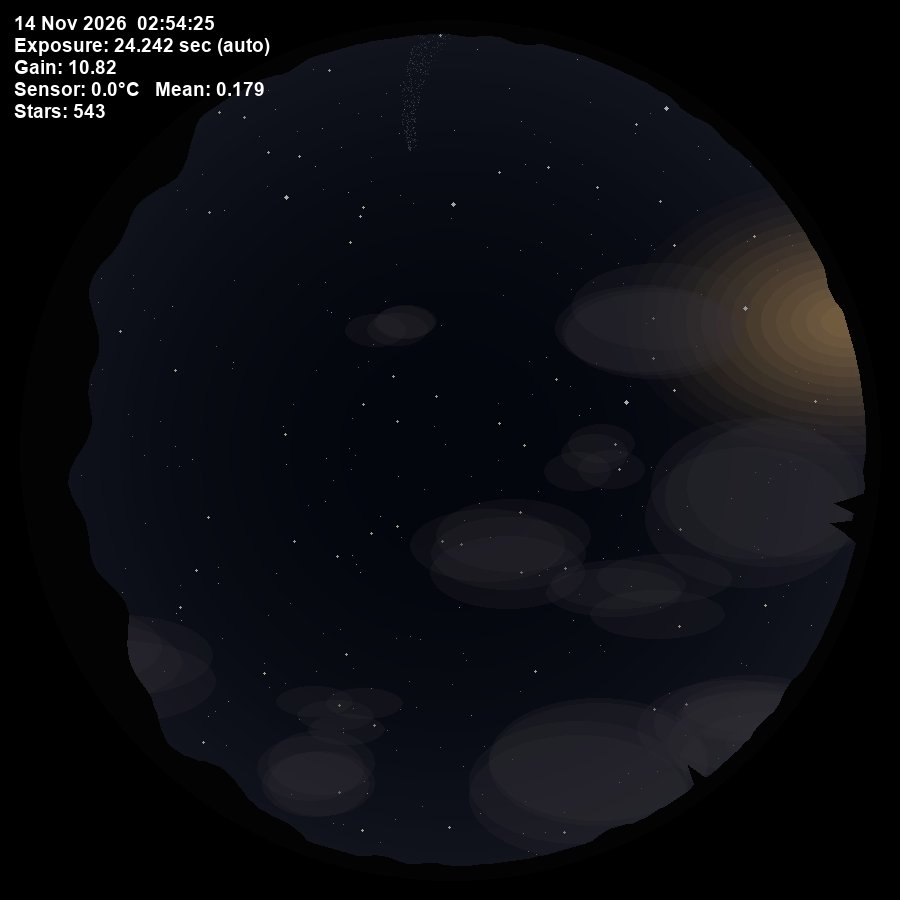 14 Nov 2026  02:54:25
Exposure: 24.242 sec (auto)
Gain: 10.82
Sensor: 0.0°C   Mean: 0.179
Stars: 543